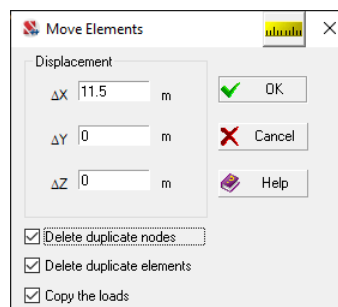 Move Elements
Displacement
ΔX 11.5 m
OK
ΔY 0 m
Cancel
ΔZ 0 m
Help
Delete duplicate nodes
Delete duplicate elements
Copy the loads